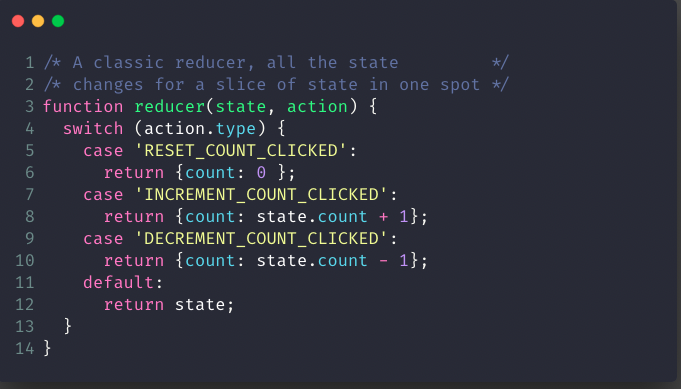 1 /* A classic reducer, all the state         */
2 /* changes for a slice of state in one spot */
3 function reducer(state, action) {
4   switch (action.type) {
5     case 'RESET_COUNT_CLICKED':
6       return {count: 0 };
7     case 'INCREMENT_COUNT_CLICKED':
8       return {count: state.count + 1};
9     case 'DECREMENT_COUNT_CLICKED':
10       return {count: state.count - 1};
11     default:
12       return state;
13   }
14 }